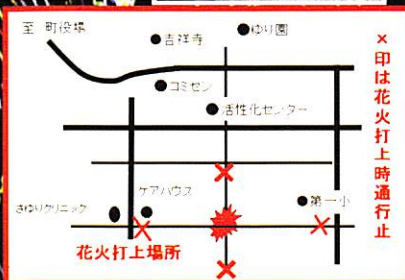 至 町役場
●吉祥寺
●ゆり園
●コミセン
●活性化センター
ケアハウス
さゆりクリニック
●第一小
花火打上場所
×印は花火打上時通行止